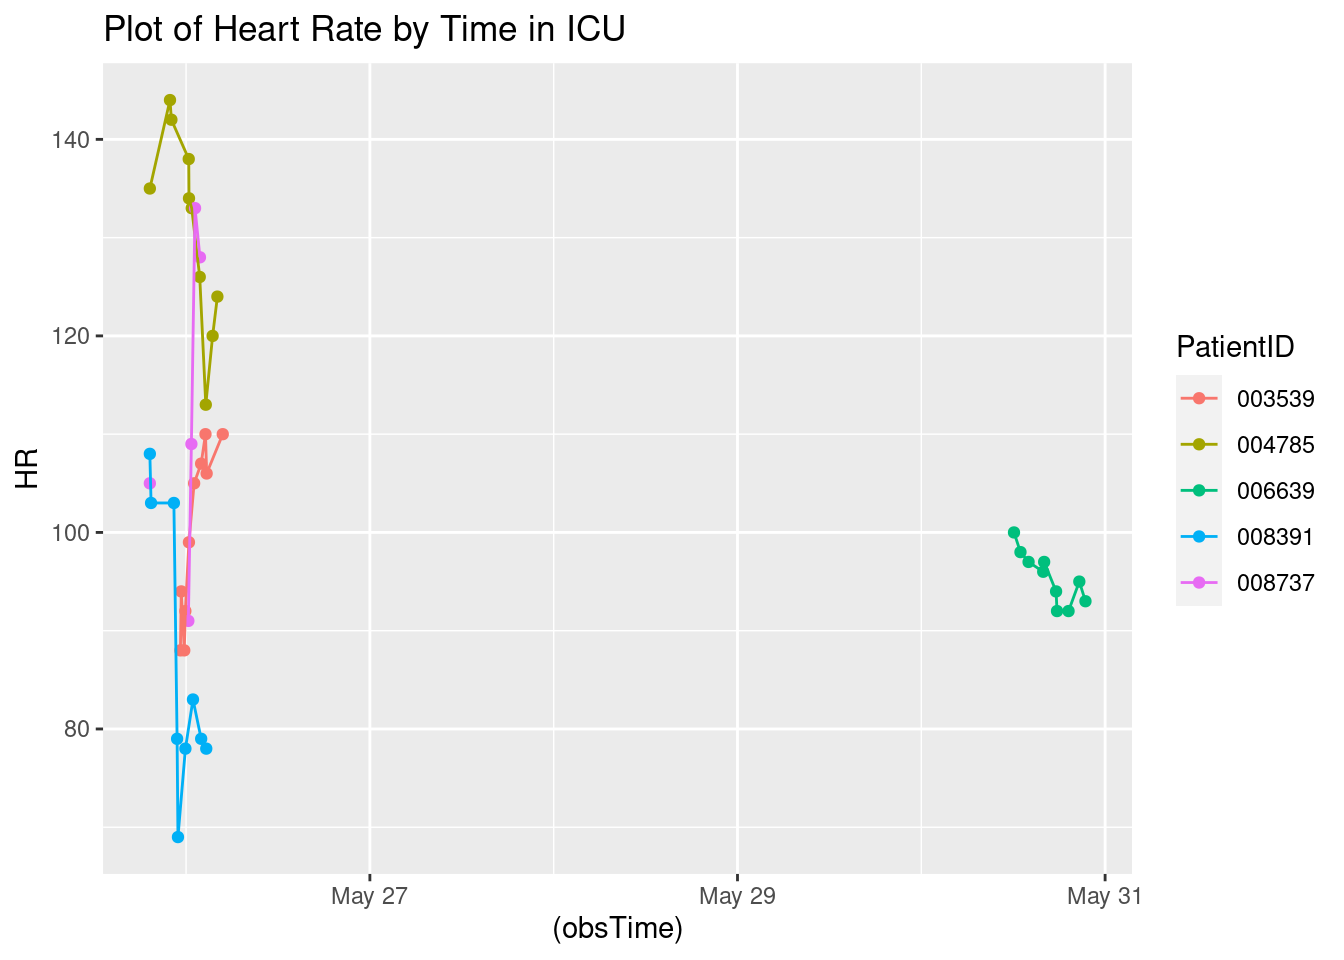 Plot of Heart Rate by Time in ICU
140
120
100
80
HR
May 27
May 29
May 31
(obsTime)
PatientID
003539
004785
006639
008391
008737